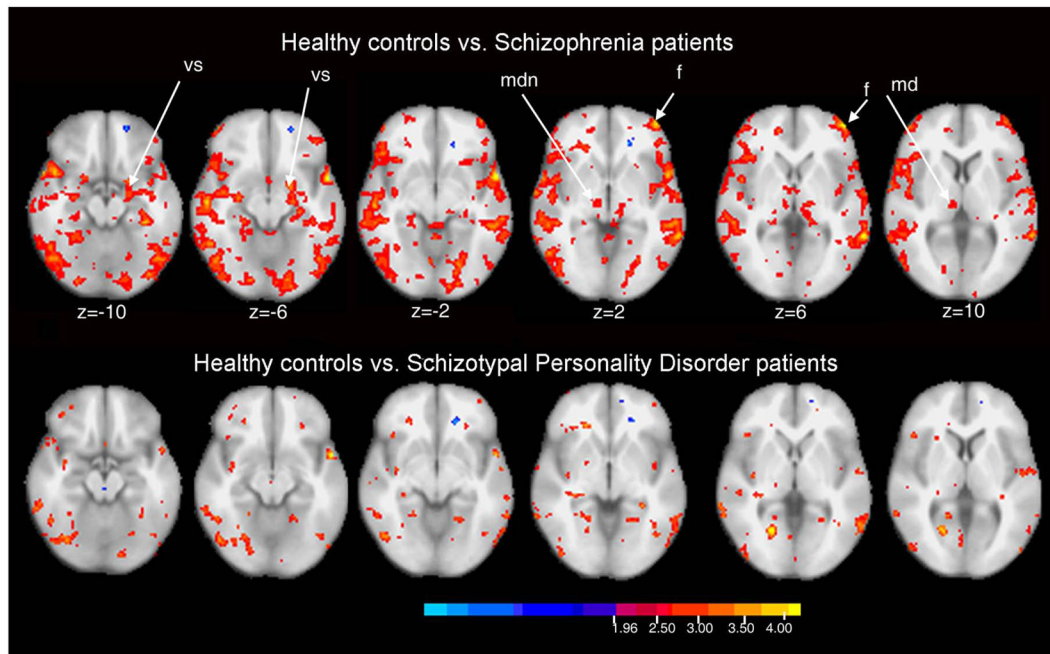 Healthy controls vs. Schizophrenia patients
vs
vs
mdn
f
f
md
z=-10
z=-6
z=-2
z=2
z=6
z=10
Healthy controls vs. Schizotypal Personality Disorder patients
1.96 2.50 3.00 3.50 4.00